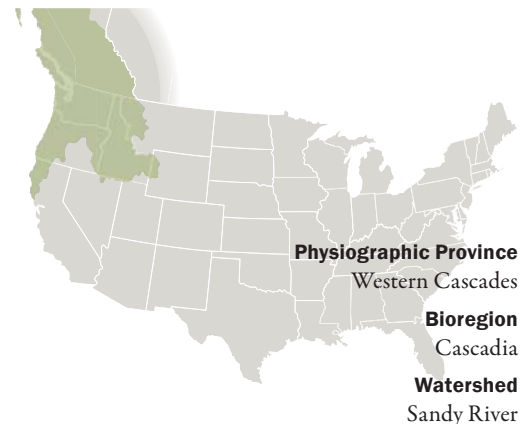 Physiographic Province
Western Cascades
Bioregion
Cascadia
Watershed
Sandy River